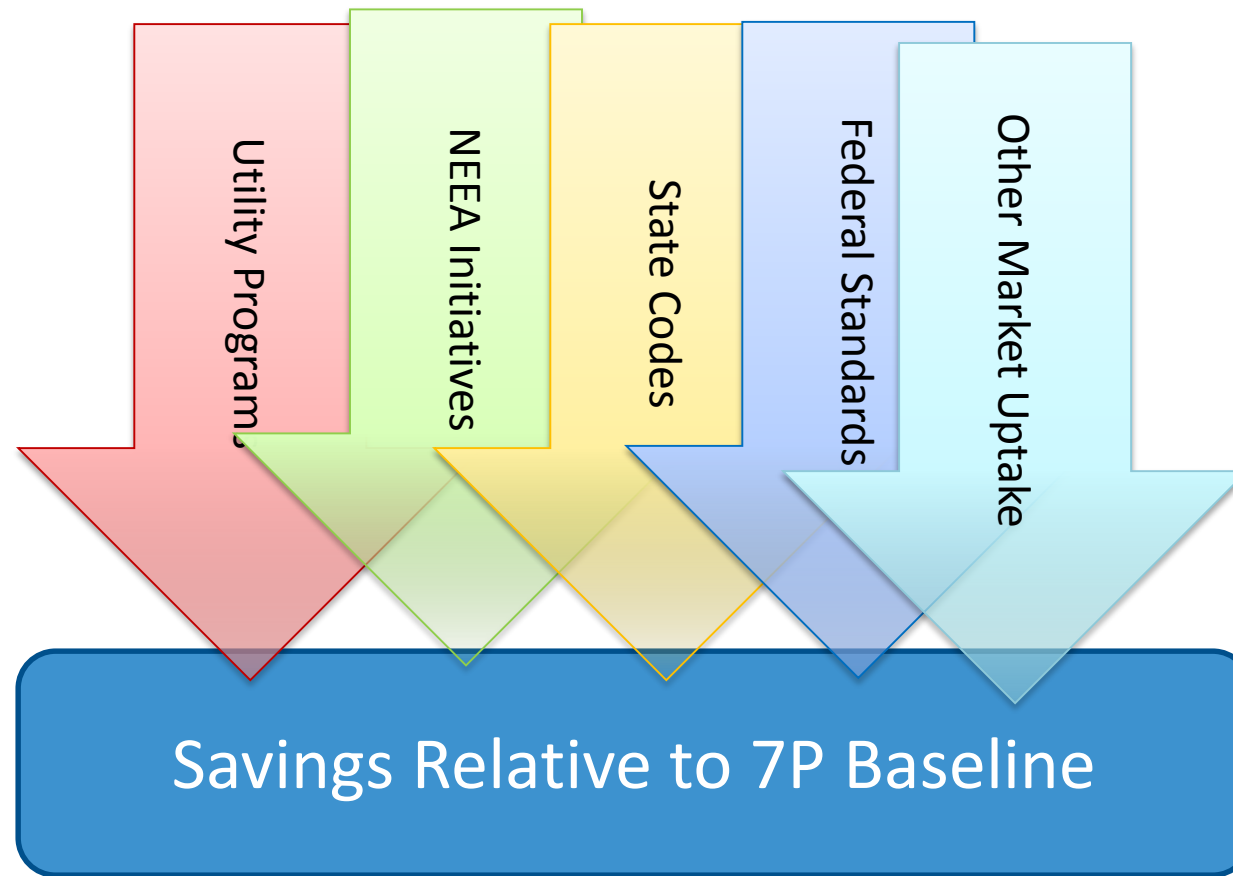 Utility Programs
NEEA Initiatives
State Codes
Federal Standards
Other Market Uptake
Savings Relative to 7P Baseline